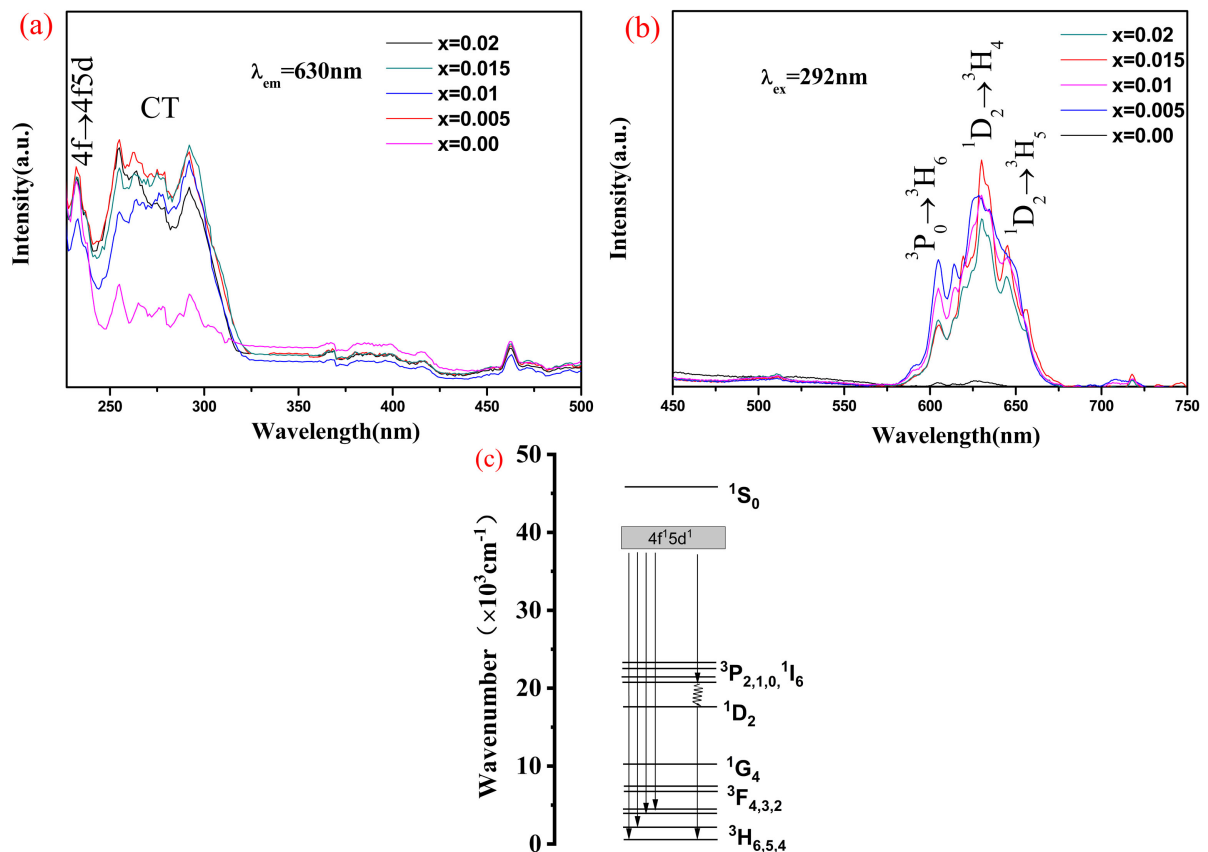 (a)
4f→4f5d
CT
λem=630nm
x=0.02
x=0.015
x=0.01
x=0.005
x=0.00
Intensity(a.u.)
250 300 350 400 450 500
Wavelength(nm)
(b)
λex=292nm
³P₀→³H₆
¹D₂→³H₄
¹D₂→³H₅
x=0.02
x=0.015
x=0.01
x=0.005
x=0.00
Intensity(a.u.)
450 500 550 600 650 700 750
Wavelength(nm)
(c)
Wavenumber（×10³cm⁻¹）
50
40
30
20
10
0
¹S₀
4f¹5d¹
³P₂,₁,₀,¹I₆
¹D₂
¹G₄
³F₄,₃,₂
³H₆,₅,₄